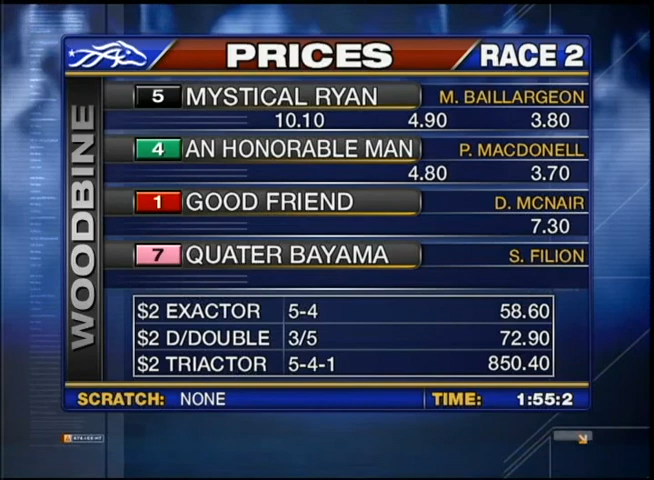 PRICES RACE 2
WOODBINE
5 MYSTICAL RYAN M. BAILLARGEON
10.10 4.90 3.80
4 AN HONORABLE MAN P. MACDONELL
4.80 3.70
1 GOOD FRIEND D. MCNAIR
7.30
7 QUATER BAYAMA S. FILION
$2 EXACTOR 5-4 58.60
$2 D/DOUBLE 3/5 72.90
$2 TRIACTOR 5-4-1 850.40
SCRATCH: NONE TIME: 1:55:2